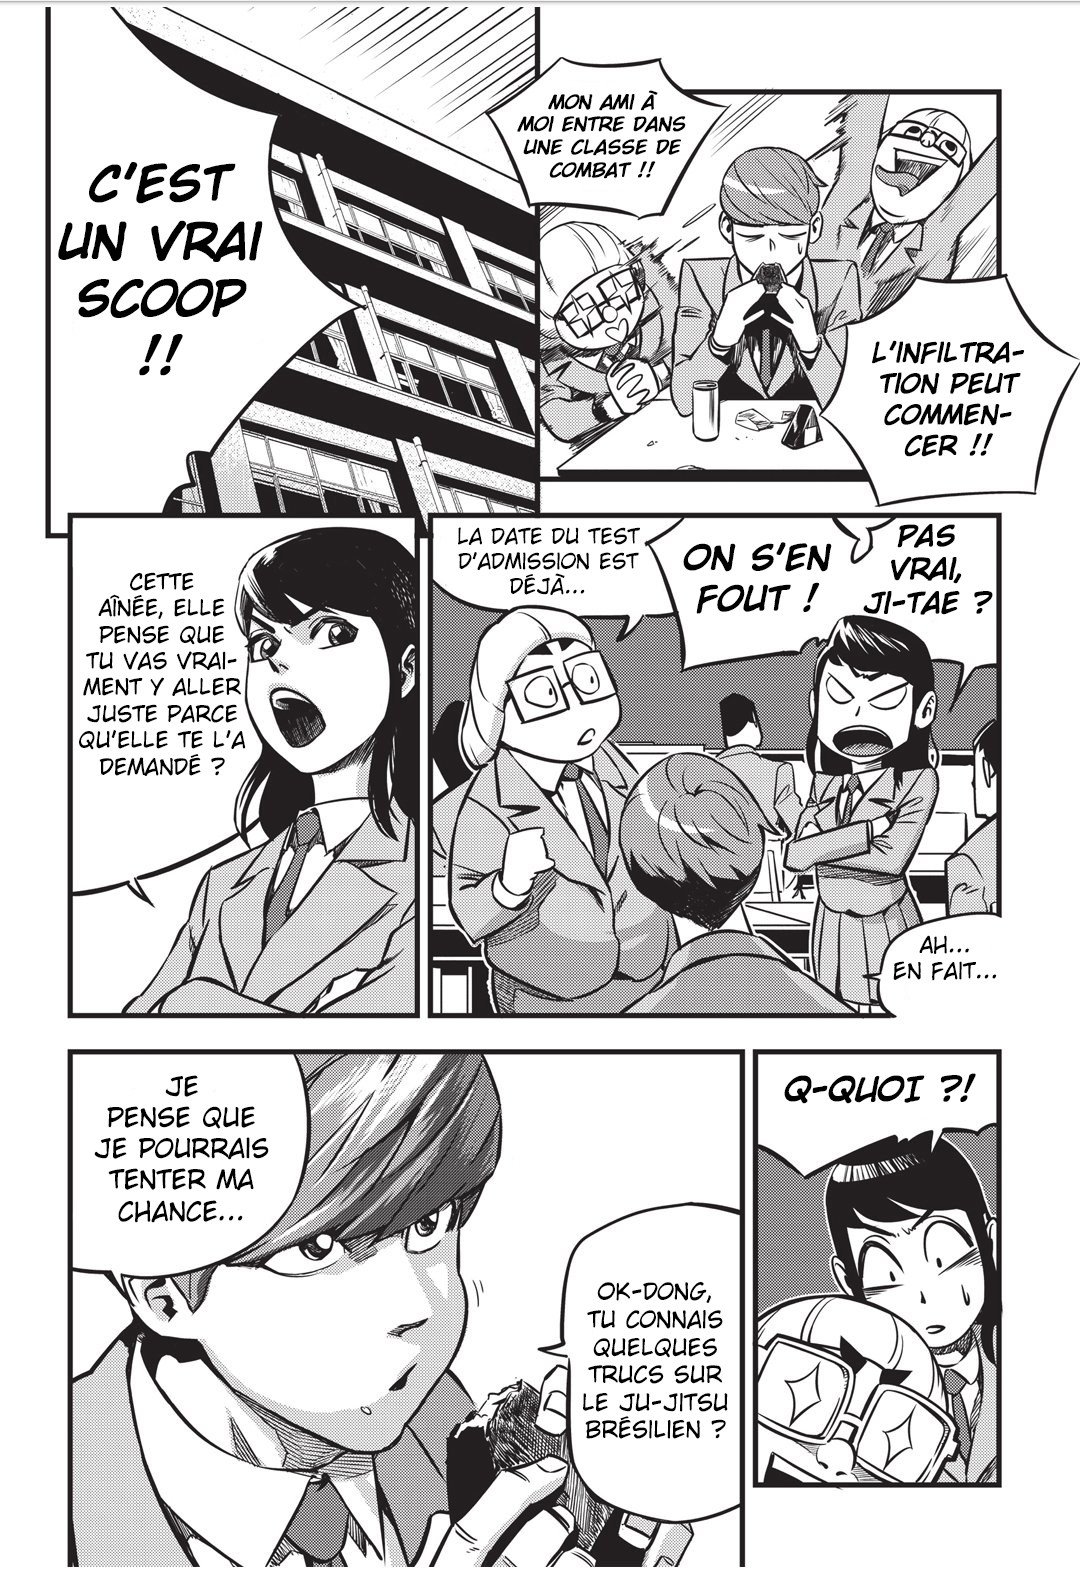 C'EST
UN VRAI
SCOOP
!!
MON AMI À
MOI ENTRE DANS
UNE CLASSE DE
COMBAT !!
L'INFILTRA-
TION PEUT
COMMEN-
CER !!
CETTE
AÎNÉE, ELLE
PENSE QUE
TU VAS VRAI-
MENT Y ALLER
JUSTE PARCE
QU'ELLE TE L'A
DEMANDÉ ?
LA DATE DU TEST
D'ADMISSION EST
DÉJÀ...
ON S'EN
FOUT !
PAS
VRAI,
JI-TAE ?
AH...
EN FAIT...
JE
PENSE QUE
JE POURRAIS
TENTER MA
CHANCE...
OK-DONG,
TU CONNAIS
QUELQUES
TRUCS SUR
LE JU-JITSU
BRÉSILIEN ?
Q-QUOI ?!